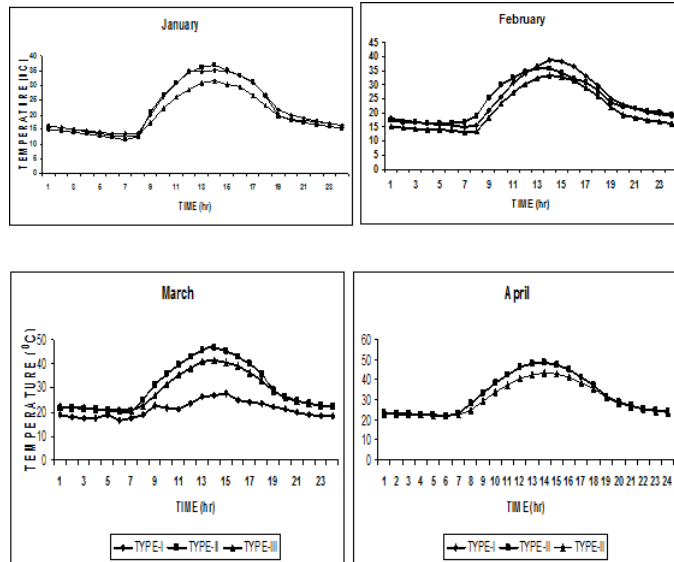 January
TEMPERATURE (0C)
40
35
30
25
20
15
10
5
0
1 3 5 7 9 11 13 15 17 19 21 23
TIME (hr)
February
45
40
35
30
25
20
15
10
5
0
1 3 5 7 9 11 13 15 17 19 21 23
TIME (hr)
March
TEMPERATURE (⁰C)
50
40
30
20
10
0
1 3 5 7 9 11 13 15 17 19 21 23
TIME (hr)
TYPE-I TYPE-II TYPE-III
April
60
50
40
30
20
10
0
1 2 3 4 5 6 7 8 9 10 11 12 13 14 15 16 17 18 19 20 21 22 23 24
TIME (hr)
TYPE-I TYPE-II TYPE-II